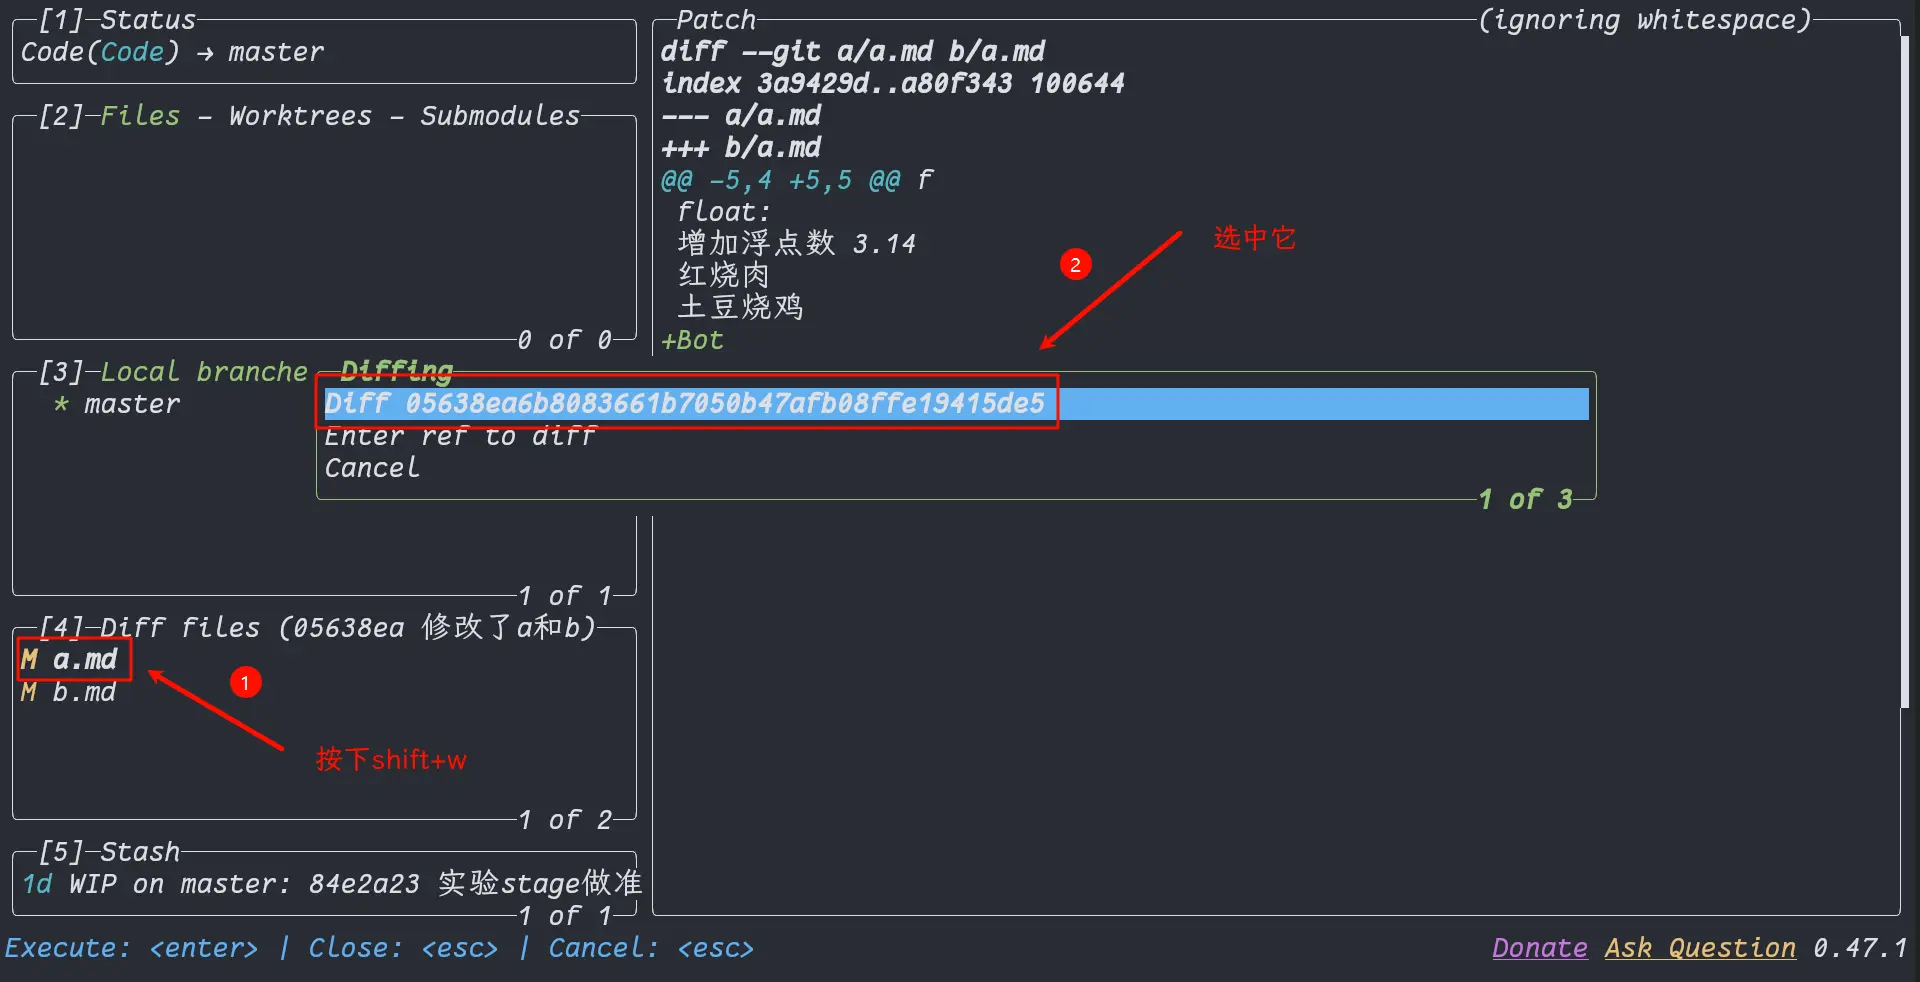 [1] Status
Code(Code) → master
[2] Files - Worktrees - Submodules
0 of 0
[3] Local branche
* master
1 of 1
[4] Diff files (05638ea 修改了a和b)
M a.md
M b.md
1
按下shift+w
1 of 2
[5] Stash
1d WIP on master: 84e2a23 实验stage做准
1 of 1
Patch
(ignoring whitespace)
diff --git a/a.md b/a.md
index 3a9429d..a80f343 100644
--- a/a.md
+++ b/a.md
@@ -5,4 +5,5 @@ f
float:
增加浮点数 3.14
红烧肉
土豆烧鸡
+Bot
2
选中它
Diffing
Diff 05638ea6b8083661b7050b47afb08ffe19415de5
Enter ref to diff
Cancel
1 of 3
Execute: <enter> | Close: <esc> | Cancel: <esc>
Donate Ask Question 0.47.1